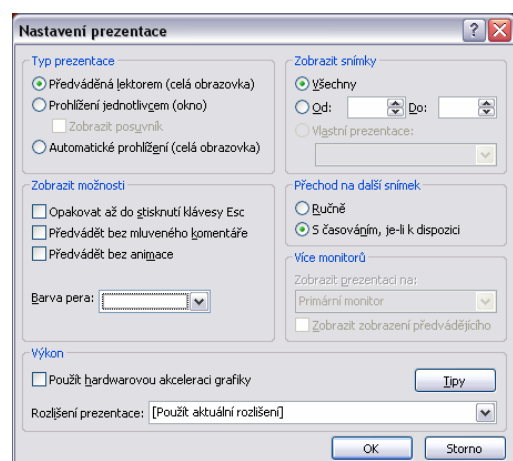 Nastavení prezentace
Typ prezentace
Předváděná lektorem (celá obrazovka)
Prohlížení jednotlivcem (okno)
Zobrazit posuvník
Automatické prohlížení (celá obrazovka)
Zobrazit snímky
Všechny
Od: Do:
Vlastní prezentace:
Zobrazit možnosti
Opakovat až do stisknutí klávesy Esc
Předvádět bez mluveného komentáře
Předvádět bez animace
Barva pera:
Přechod na další snímek
Ručně
S časováním, je-li k dispozici
Více monitorů
Zobrazit prezentaci na:
Primární monitor
Zobrazit zobrazení předvádějícího
Výkon
Použít hardwarovou akceleraci grafiky
Tipy
Rozlišení prezentace: [Použít aktuální rozlišení]
OK Storno